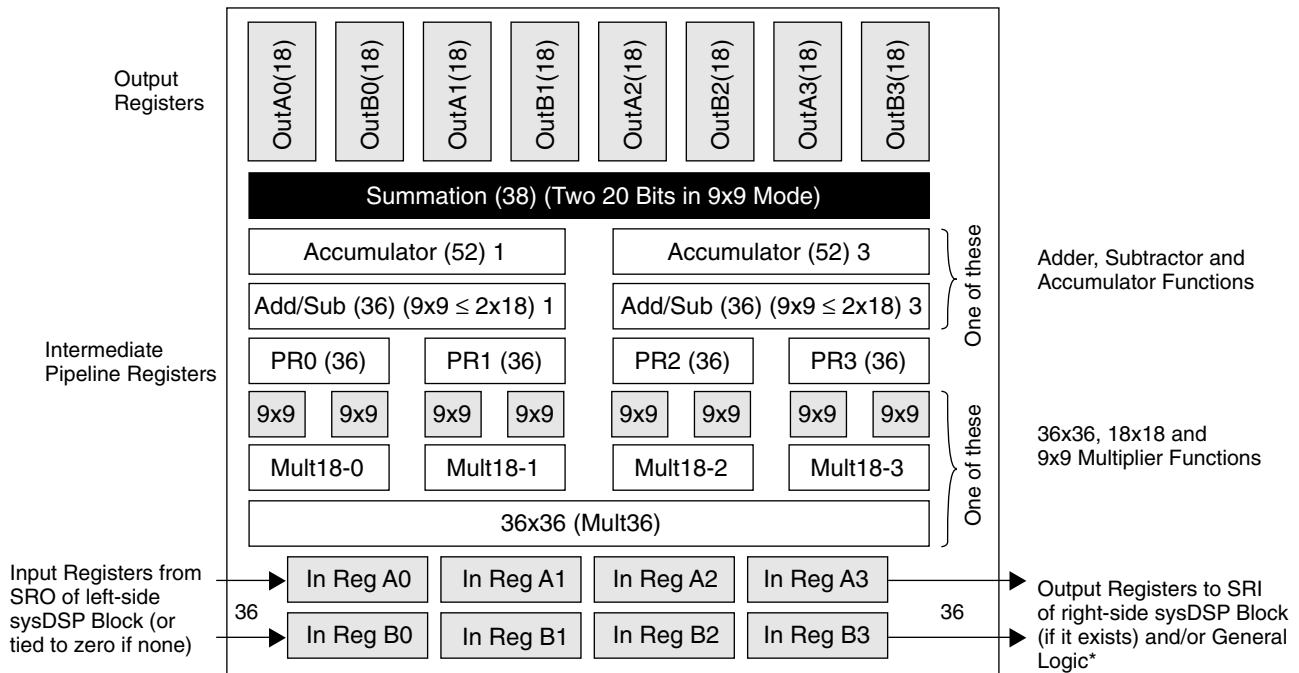 Output
Registers
OutA0(18)
OutB0(18)
OutA1(18)
OutB1(18)
OutA2(18)
OutB2(18)
OutA3(18)
OutB3(18)
Summation (38) (Two 20 Bits in 9x9 Mode)
Accumulator (52) 1
Accumulator (52) 3
Add/Sub (36) (9x9 ≤ 2x18) 1
Add/Sub (36) (9x9 ≤ 2x18) 3
One of these
Adder, Subtractor and
Accumulator Functions
Intermediate
Pipeline Registers
PR0 (36)
PR1 (36)
PR2 (36)
PR3 (36)
9x9
9x9
9x9
9x9
9x9
9x9
9x9
9x9
Mult18-0
Mult18-1
Mult18-2
Mult18-3
36x36 (Mult36)
One of these
36x36, 18x18 and
9x9 Multiplier Functions
Input Registers from
SRO of left-side
sysDSP Block (or
tied to zero if none)
36
In Reg A0
In Reg A1
In Reg A2
In Reg A3
In Reg B0
In Reg B1
In Reg B2
In Reg B3
36
Output Registers to SRI
of right-side sysDSP Block
(if it exists) and/or General
Logic*